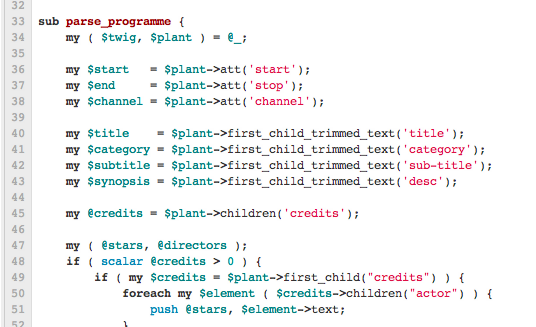 32
33 sub parse_programme {
34     my ( $twig, $plant ) = @_;
35
36     my $start   = $plant->att('start');
37     my $end     = $plant->att('stop');
38     my $channel = $plant->att('channel');
39
40     my $title    = $plant->first_child_trimmed_text('title');
41     my $category = $plant->first_child_trimmed_text('category');
42     my $subtitle = $plant->first_child_trimmed_text('sub-title');
43     my $synopsis = $plant->first_child_trimmed_text('desc');
44
45     my @credits = $plant->children('credits');
46
47     my ( @stars, @directors );
48     if ( scalar @credits > 0 ) {
49         if ( my $credits = $plant->first_child("credits") ) {
50             foreach my $element ( $credits->children("actor") ) {
51                 push @stars, $element->text;
52             }